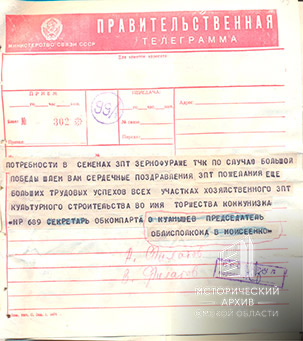 ПРАВИТЕЛЬСТВЕННАЯ
ТЕЛЕГРАММА
МИНИСТЕРСТВО СВЯЗИ СССР
ПРИЕМ
ПЕРЕДАЧА
302
ПОТРЕБНОСТИ В СЕМЕНАХ ЗПТ ЗЕРНОФУРАЖЕ ТЧК ПО СЛУЧАЮ БОЛЬШОЙ
ПОБЕДЫ ШЛЕМ ВАМ СЕРДЕЧНЫЕ ПОЗДРАВЛЕНИЯ ЗПТ ПОЖЕЛАНИЯ ЕЩЕ
БОЛЬШИХ ТРУДОВЫХ УСПЕХОВ ВСЕХ УЧАСТКАХ ХОЗЯЙСТВЕННОГО ЗПТ
КУЛЬТУРНОГО СТРОИТЕЛЬСТВА ВО ИМЯ ТОРЖЕСТВА КОММУНИЗМА
НР 689 СЕКРЕТАРЬ ОБКОМПАРТА
ПРЕДСЕДАТЕЛЬ
ОБЛИСПОЛКОМА В МОИСЕЕНКО
ИСТОРИЧЕСКИЙ
АРХИВ
ОМСКОЙ ОБЛАСТИ